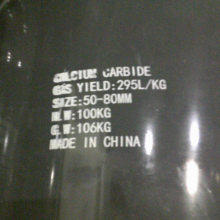 CALCIUM CARBIDE
GAS YIELD:295L/KG
SIZE:50-80MM
N.W:100KG
G.W:106KG
MADE IN CHINA